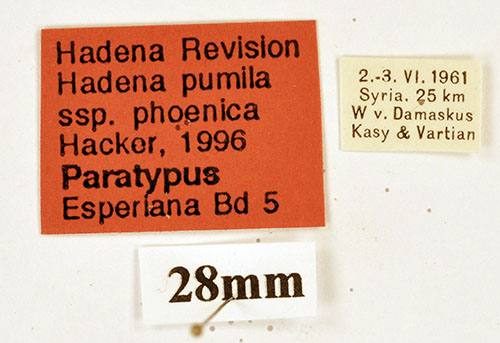 Hadena Revision
Hadena pumila
ssp. phoenica
Hacker, 1996
Paratypus
Esperiana Bd 5
2.-3. VI. 1961
Syria. 25 km
W v. Damaskus
Kasy & Vartian
28mm